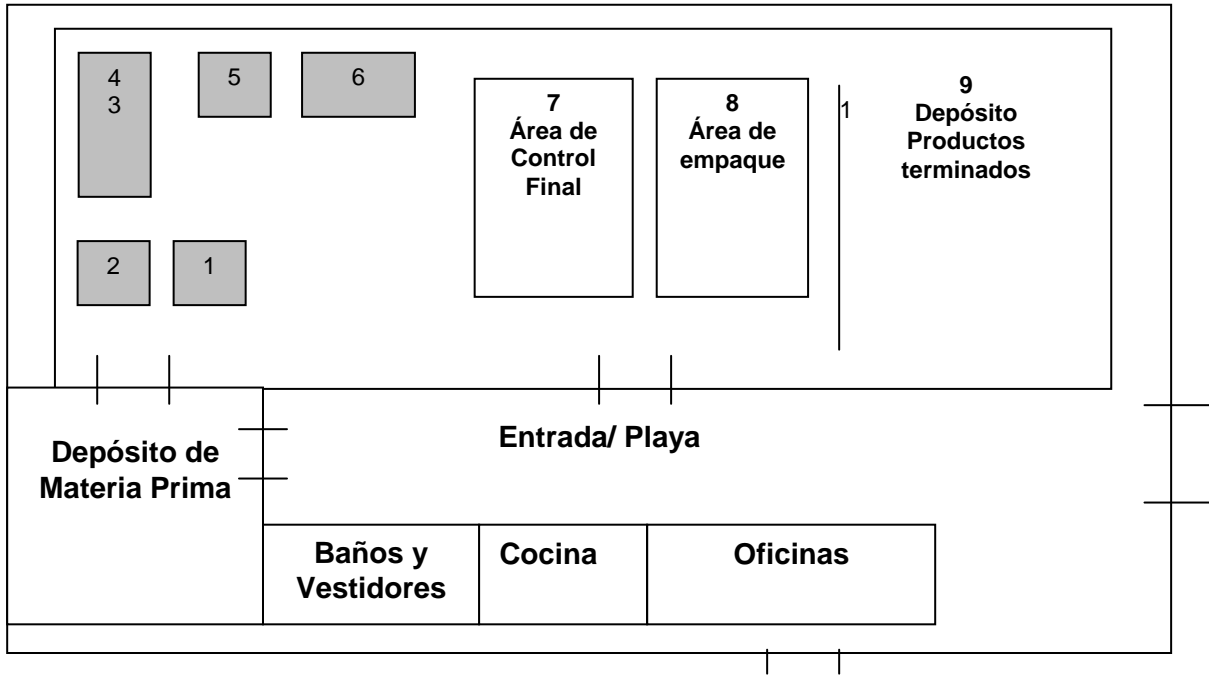 4
3
5
6
7
Área de
Control
Final
8
Área de
empaque
1
9
Depósito
Productos
terminados
2
1
Depósito de
Materia Prima
Entrada/ Playa
Baños y
Vestidores
Cocina
Oficinas